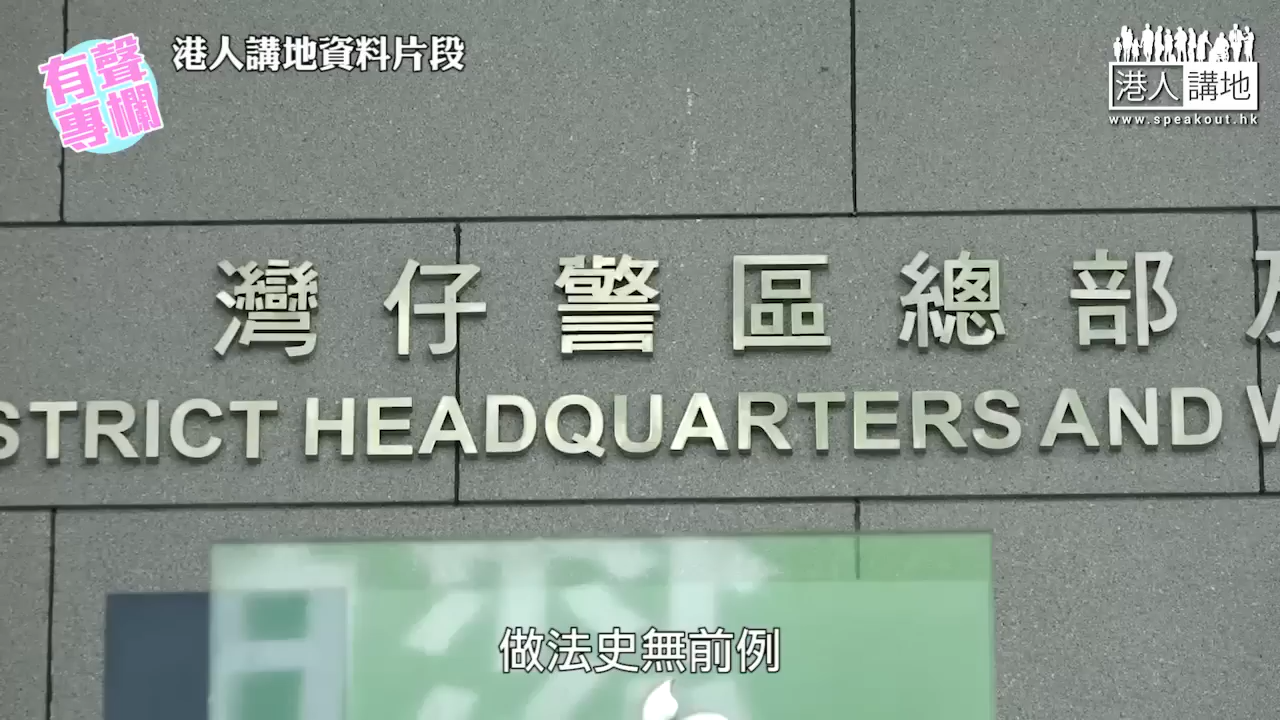 有聲
專欄
港人講地資料片段
港人講地
www.speakout.hk
灣仔警區總部及
STRICT HEADQUARTERS AND W
做法史無前例